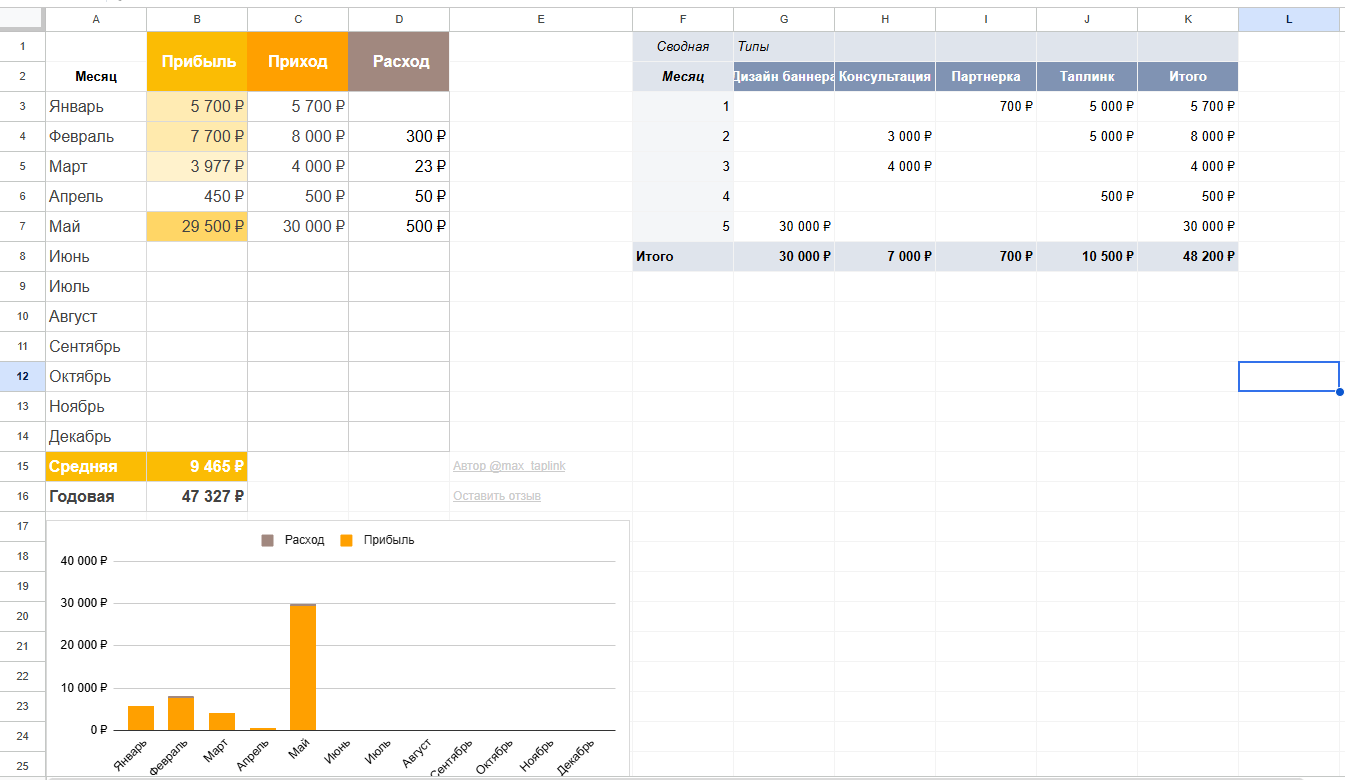 A B C D E F G H I J K L
1 Прибыль Приход Расход Сводная Типы
2 Месяц Месяц Дизайн баннера Консультация Партнерка Таплинк Итого
3 Январь 5 700 ₽ 5 700 ₽ 1 700 ₽ 5 000 ₽ 5 700 ₽
4 Февраль 7 700 ₽ 8 000 ₽ 300 ₽ 2 3 000 ₽ 5 000 ₽ 8 000 ₽
5 Март 3 977 ₽ 4 000 ₽ 23 ₽ 3 4 000 ₽ 4 000 ₽
6 Апрель 450 ₽ 500 ₽ 50 ₽ 4 500 ₽ 500 ₽
7 Май 29 500 ₽ 30 000 ₽ 500 ₽ 5 30 000 ₽ 30 000 ₽
8 Июнь Итого 30 000 ₽ 7 000 ₽ 700 ₽ 10 500 ₽ 48 200 ₽
9 Июль
10 Август
11 Сентябрь
12 Октябрь
13 Ноябрь
14 Декабрь
15 Средняя 9 465 ₽ Автор @max_taplink
16 Годовая 47 327 ₽ Оставить отзыв
17
Расход Прибыль
18
40 000 ₽
19
30 000 ₽
20
20 000 ₽
21
22
10 000 ₽
23
0 ₽
24
Январь Февраль Март Апрель Май Июнь Июль Август Сентябрь Октябрь Ноябрь Декабрь
25